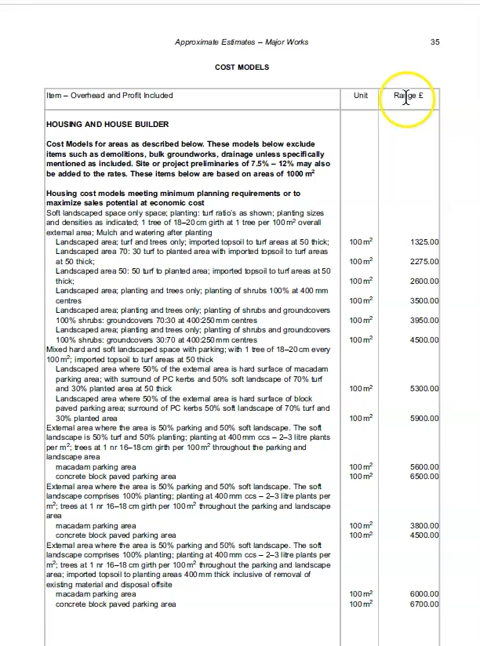 Approximate Estimates – Major Works 35
COST MODELS
Item – Overhead and Profit Included Unit Range £
HOUSING AND HOUSE BUILDER
Cost Models for areas as described below. These models below exclude
items such as demolitions, bulk groundworks, drainage unless specifically
mentioned as included. Site or project preliminaries of 7.5% – 12% may also
be added to the rates. These items below are based on areas of 1000 m²
Housing cost models meeting minimum planning requirements or to
maximize sales potential at economic cost
Soft landscaped space only space; planting: turf ratio's as shown; planting sizes
and densities as indicated; 1 tree of 18–20 cm girth at 1 tree per 100 m² overall
external area; Mulch and watering after planting
Landscaped area; turf and trees only; imported topsoil to turf areas at 50 thick; 100 m² 1325.00
Landscaped area 70: 30 turf to planted area with imported topsoil to turf areas
at 50 thick; 100 m² 2275.00
Landscaped area 50: 50 turf to planted area; imported topsoil to turf areas at 50
thick; 100 m² 2600.00
Landscaped area; planting and trees only; planting of shrubs 100% at 400 mm
centres 100 m² 3500.00
Landscaped area; planting and trees only; planting of shrubs and groundcovers
100% shrubs: groundcovers 70:30 at 400:250 mm centres 100 m² 3950.00
Landscaped area; planting and trees only; planting of shrubs and groundcovers
100% shrubs: groundcovers 30:70 at 400:250 mm centres 100 m² 4500.00
Mixed hard and soft landscaped space with parking; with 1 tree of 18–20 cm every
100 m²; imported topsoil to turf areas at 50 thick
Landscaped area where 50% of the external area is hard surface of macadam
parking area; with surround of PC kerbs and 50% soft landscape of 70% turf
and 30% planted area at 50 thick 100 m² 5300.00
Landscaped area where 50% of the external area is hard surface of block
paved parking area; surround of PC kerbs 50% soft landscape of 70% turf and
30% planted area 100 m² 5900.00
External area where the area is 50% parking and 50% soft landscape. The soft
landscape is 50% turf and 50% planting; planting at 400 mm ccs – 2–3 litre plants
per m²; trees at 1 nr 16–18 cm girth per 100 m² throughout the parking and
landscape area
macadam parking area 100 m² 5600.00
concrete block paved parking area 100 m² 6500.00
External area where the area is 50% parking and 50% soft landscape. The soft
landscape comprises 100% planting; planting at 400 mm ccs – 2–3 litre plants per
m²; trees at 1 nr 16–18 cm girth per 100 m² throughout the parking and landscape
area
macadam parking area 100 m² 3800.00
concrete block paved parking area 100 m² 4500.00
External area where the area is 50% parking and 50% soft landscape. The soft
landscape comprises 100% planting; planting at 400 mm ccs – 2–3 litre plants per
m²; trees at 1 nr 16–18 cm girth per 100 m² throughout the parking and landscape
area; imported topsoil to planting areas 400 mm thick inclusive of removal of
existing material and disposal offsite
macadam parking area 100 m² 6000.00
concrete block paved parking area 100 m² 6700.00